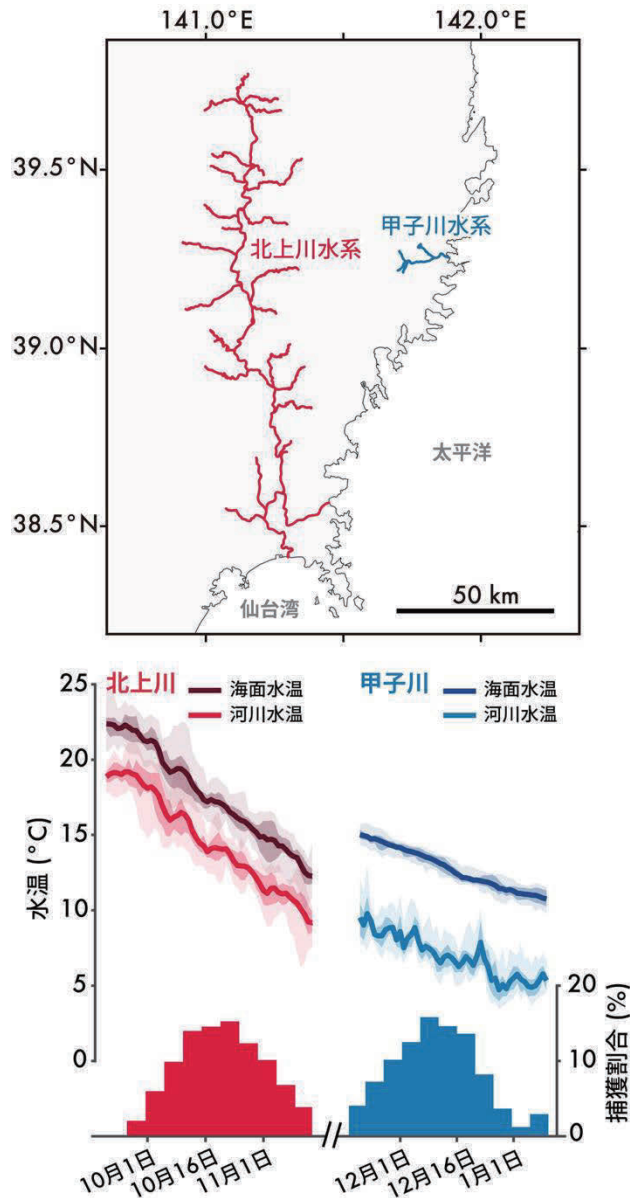 141.0°E 142.0°E
39.5°N
甲子川水系
北上川水系
39.0°N
太平洋
38.5°N
仙台湾
50 km
25
北上川
海面水温
河川水温
甲子川
海面水温
河川水温
20
15
10
5
0
水温 (°C)
20
10
0
捕獲割合 (%)
10月1日
10月16日
11月1日
12月1日
12月16日
1月1日